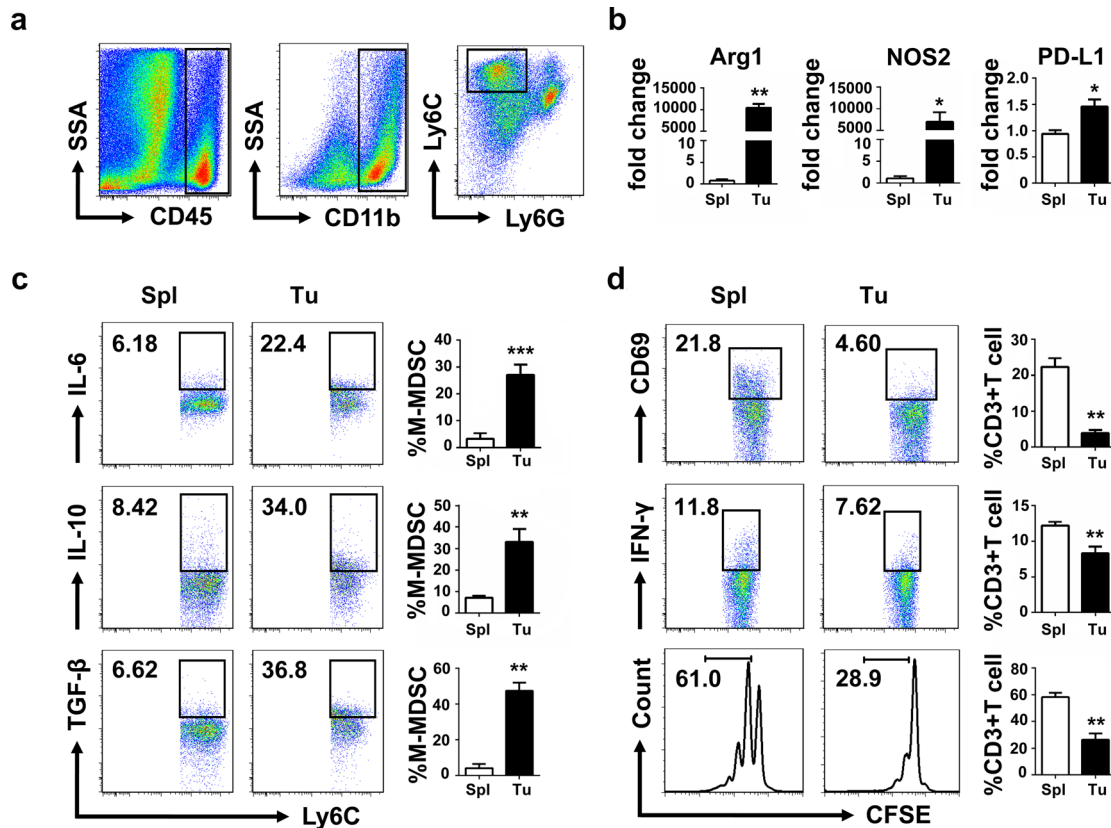 a
SSA
CD45
SSA
CD11b
Ly6C
Ly6G
b
Arg1
fold change
15000
10000
5000
10
5
0
Spl Tu
**
NOS2
fold change
15000
10000
5000
10
5
0
Spl Tu
*
PD-L1
fold change
2.0
1.5
1.0
0.5
0.0
Spl Tu
*
c
Spl Tu
IL-6
6.18
22.4
%M-MDSC
40
30
20
10
0
***
Spl Tu
IL-10
8.42
34.0
%M-MDSC
50
40
30
20
10
0
**
Spl Tu
TGF-β
6.62
36.8
%M-MDSC
60
40
20
0
**
Spl Tu
Ly6C
d
Spl Tu
CD69
21.8
4.60
%CD3+T cell
30
20
10
0
**
Spl Tu
IFN-γ
11.8
7.62
%CD3+T cell
15
10
5
0
**
Spl Tu
Count
61.0
28.9
%CD3+T cell
80
60
40
20
0
**
Spl Tu
CFSE